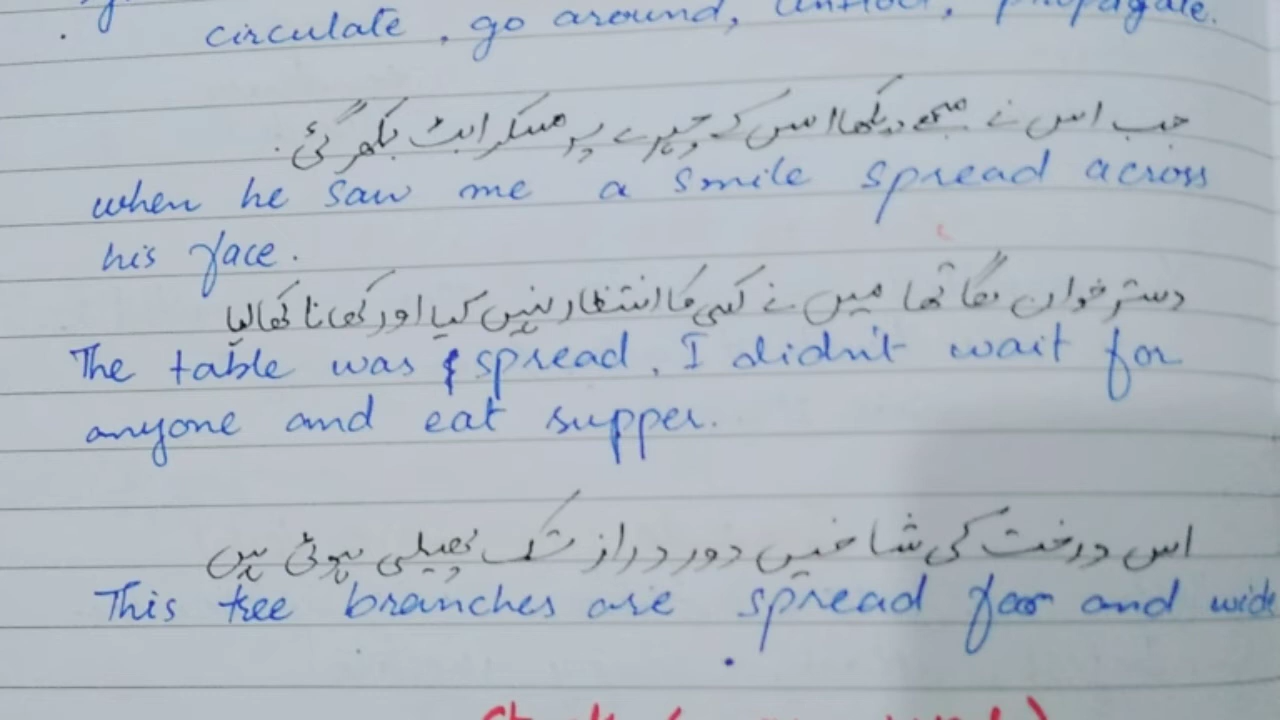 circulate, go around, propagate.
جب اس نے مجھے دیکھا اس کے چہرے پر مسکراہٹ بکھر گئی.
when he saw me a smile spread across
his face.
دسترخوان لگا تھا میں نے کسی کا انتظار نہیں کیا اور کھانا کھا لیا
The table was spread, I didn't wait for
anyone and eat supper.
اس درخت کی شاخیں دور دراز تک پھیلی ہوئی ہیں
This tree branches are spread far and wide